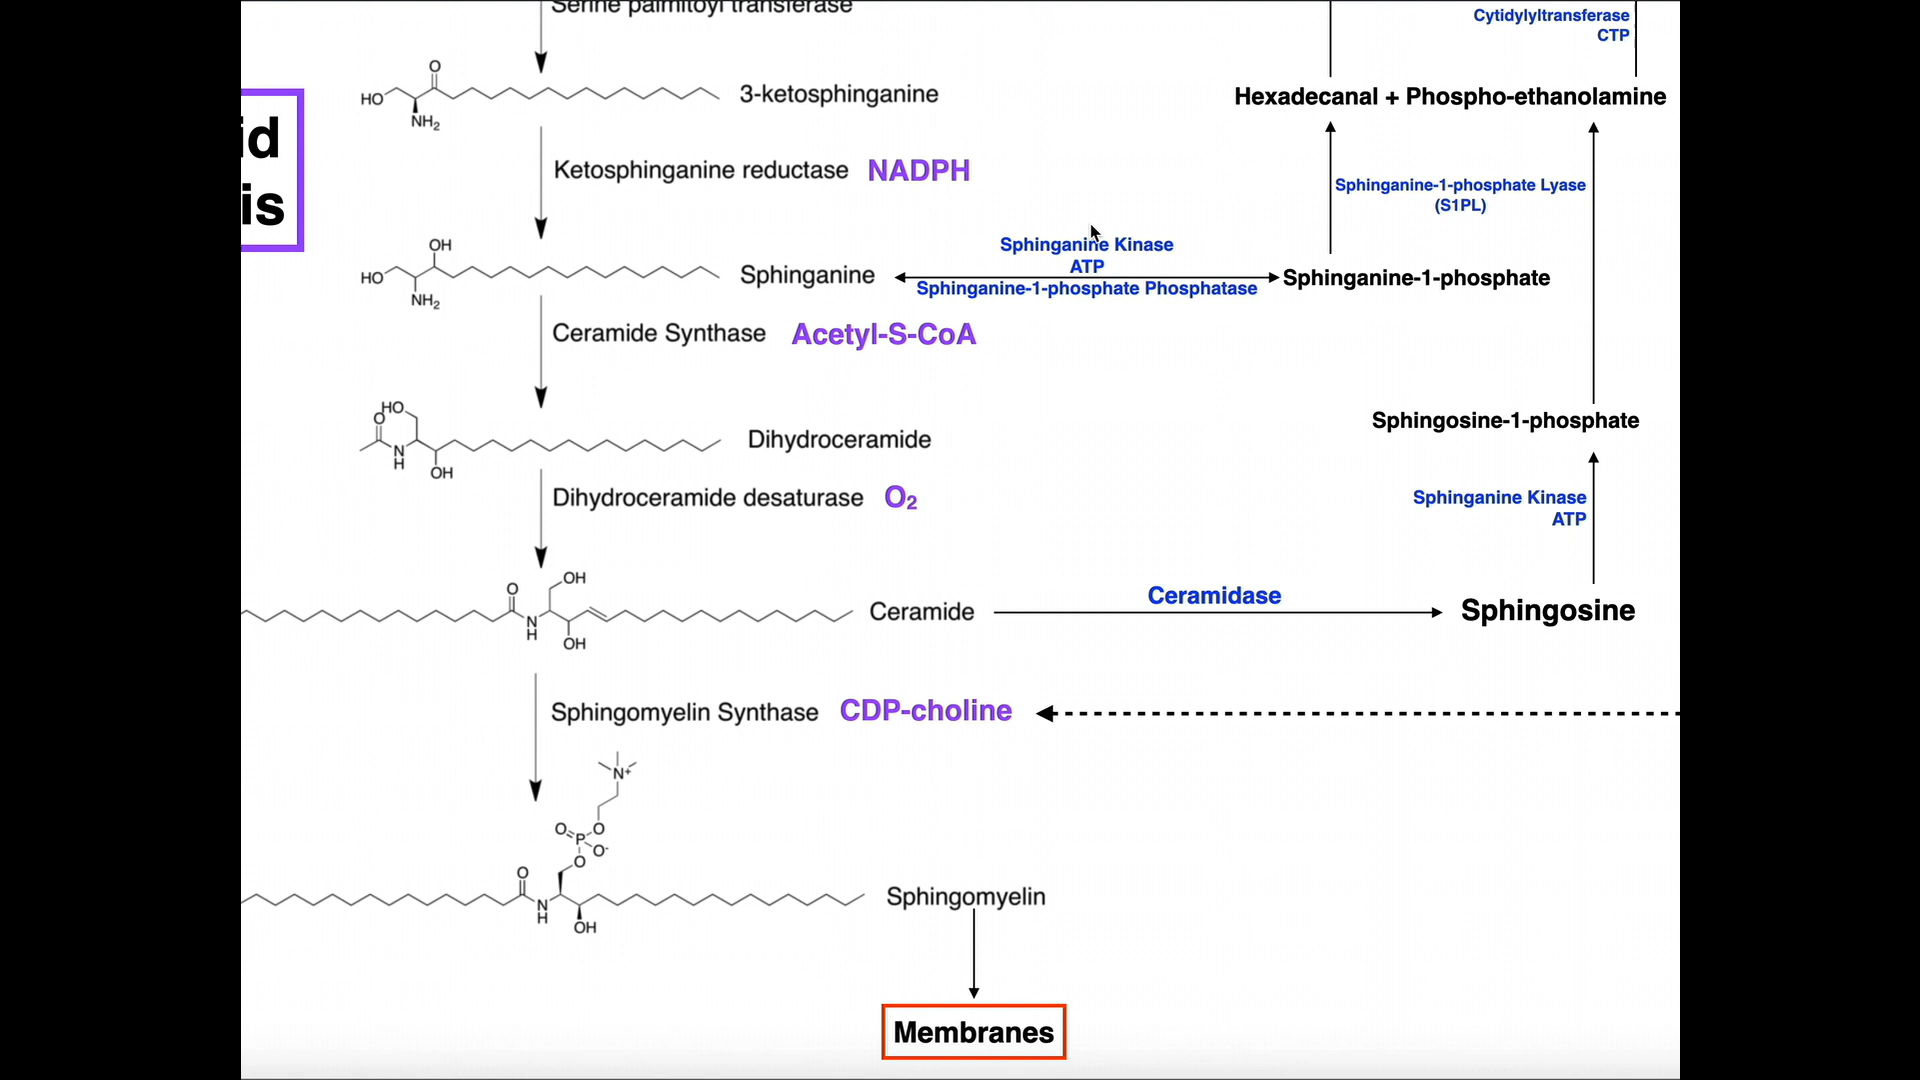 Serine palmitoyl transferase
Cytidylyltransferase
CTP
O
HO
NH2
3-ketosphinganine
Hexadecanal + Phospho-ethanolamine
id
is
Ketosphinganine reductase NADPH
Sphinganine-1-phosphate Lyase
(S1PL)
OH
HO
NH2
Sphinganine
Sphinganine Kinase
ATP
Sphinganine-1-phosphate Phosphatase
Sphinganine-1-phosphate
Ceramide Synthase Acetyl-S-CoA
HO
O
N
H
OH
Dihydroceramide
Sphingosine-1-phosphate
Dihydroceramide desaturase O2
Sphinganine Kinase
ATP
O
OH
N
H
OH
Ceramide
Ceramidase
Sphingosine
Sphingomyelin Synthase CDP-choline
N+
O
P
O
O-
O
O
N
H
OH
Sphingomyelin
Membranes